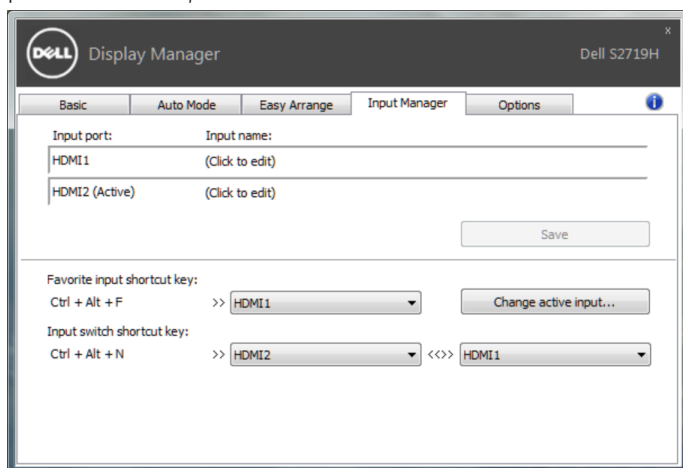 x
DELL Display Manager Dell S2719H
Basic Auto Mode Easy Arrange Input Manager Options i
Input port: Input name:
HDMI1 (Click to edit)
HDMI2 (Active) (Click to edit)
Save
Favorite input shortcut key:
Ctrl + Alt + F >> HDMI1 Change active input...
Input switch shortcut key:
Ctrl + Alt + N >> HDMI2 <<>> HDMI1